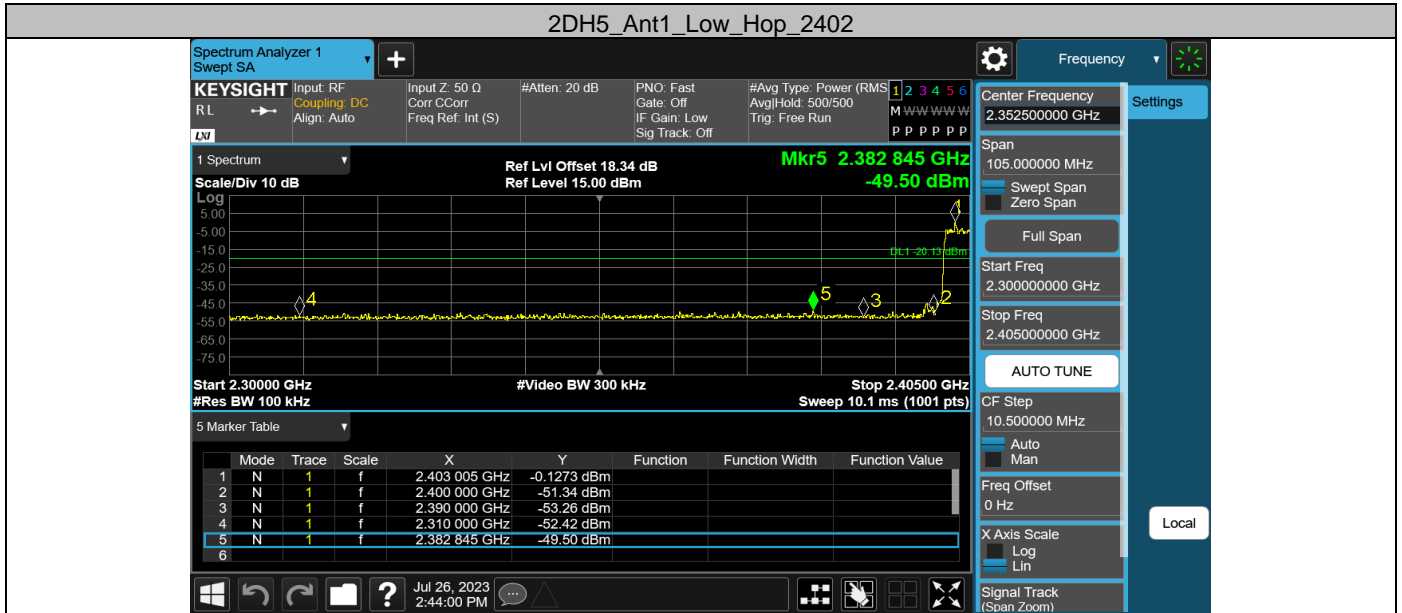 2DH5_Ant1_Low_Hop_2402
Spectrum Analyzer 1
Swept SA
Frequency
KEYSIGHT
RL
LXI
Input: RF
Coupling: DC
Align: Auto
Input Z: 50 Ω
Corr CCorr
Freq Ref: Int (S)
#Atten: 20 dB
PNO: Fast
Gate: Off
IF Gain: Low
Sig Track: Off
#Avg Type: Power (RMS
Avg|Hold: 500/500
Trig: Free Run
1 2 3 4 5 6
M W W W W W
P P P P P P
1 Spectrum
Scale/Div 10 dB
Ref Lvl Offset 18.34 dB
Ref Level 15.00 dBm
Mkr5 2.382 845 GHz
-49.50 dBm
Log
5.00
-5.00
-15.0
-25.0
-35.0
-45.0
-55.0
-65.0
-75.0
DL1 -20.13 dBm
1
4
5
3
2
Start 2.30000 GHz
#Res BW 100 kHz
#Video BW 300 kHz
Stop 2.40500 GHz
Sweep 10.1 ms (1001 pts)
5 Marker Table
Mode Trace Scale X Y Function Function Width Function Value
1 N 1 f 2.403 005 GHz -0.1273 dBm
2 N 1 f 2.400 000 GHz -51.34 dBm
3 N 1 f 2.390 000 GHz -53.26 dBm
4 N 1 f 2.310 000 GHz -52.42 dBm
5 N 1 f 2.382 845 GHz -49.50 dBm
6
Jul 26, 2023
2:44:00 PM
Center Frequency
2.352500000 GHz
Span
105.000000 MHz
Swept Span
Zero Span
Full Span
Start Freq
2.300000000 GHz
Stop Freq
2.405000000 GHz
AUTO TUNE
CF Step
10.500000 MHz
Auto
Man
Freq Offset
0 Hz
X Axis Scale
Log
Lin
Signal Track
(Span Zoom)
Settings
Local